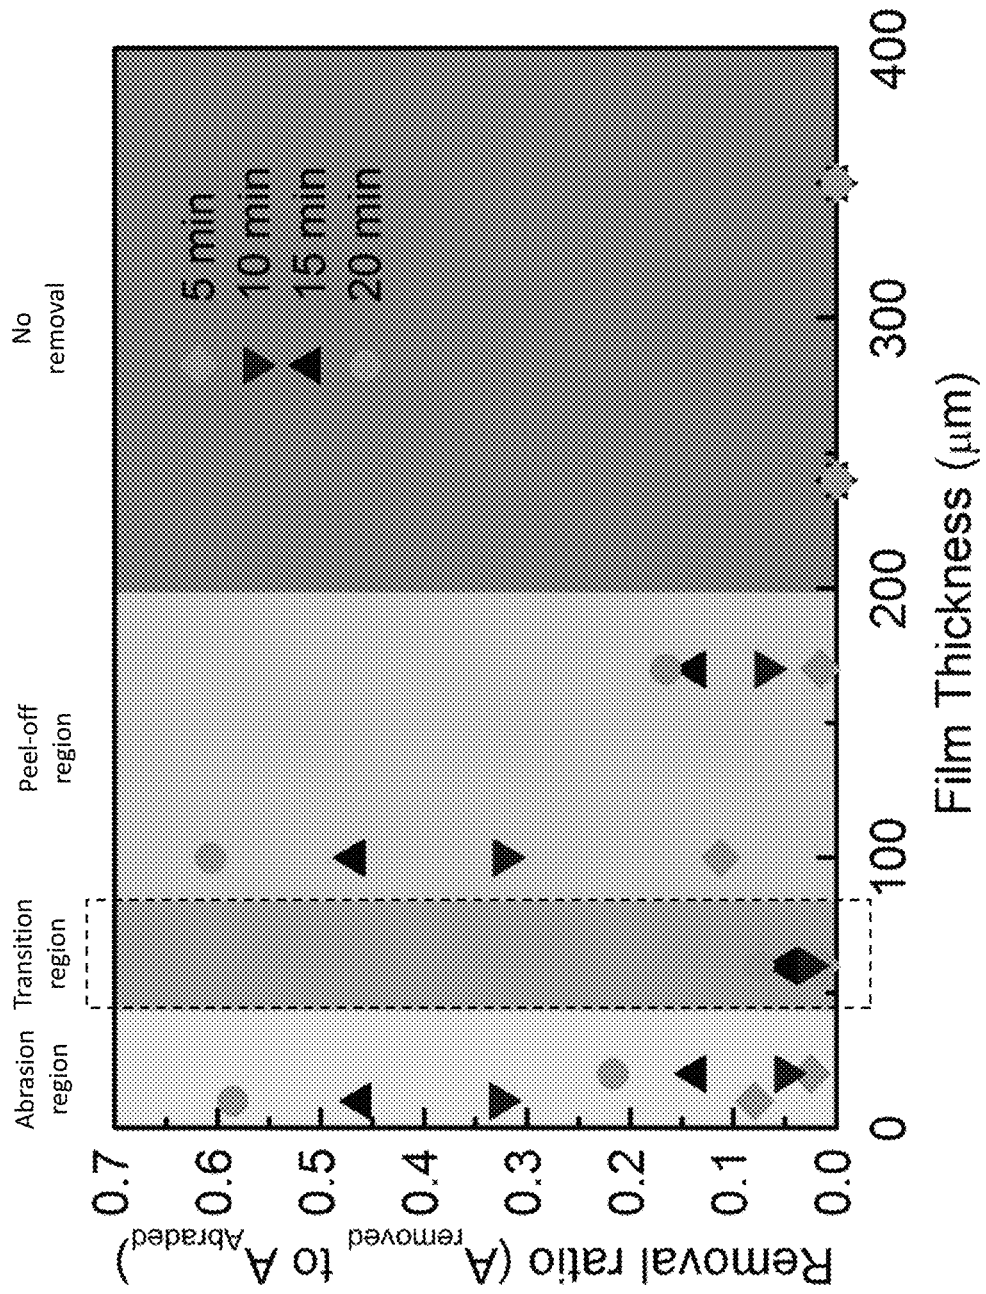 Abrasion
region
Transition
region
Peel-off
region
No
removal
5 min
10 min
15 min
20 min
Removal ratio (A removed
to A Abraded)
0.7
0.6
0.5
0.4
0.3
0.2
0.1
0.0
0
100
200
300
400
Film Thickness (μm)